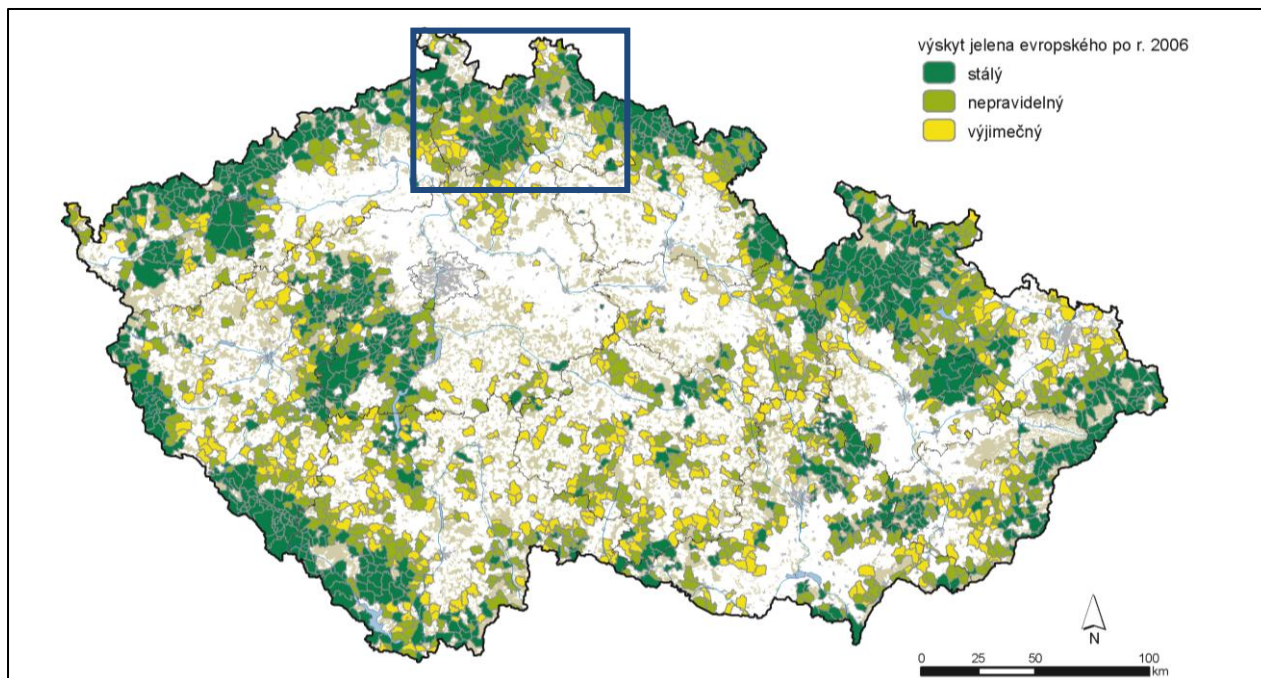 výskyt jelena evropského po r. 2006
stálý
nepravidelný
výjimečný
N
0 25 50 100
km